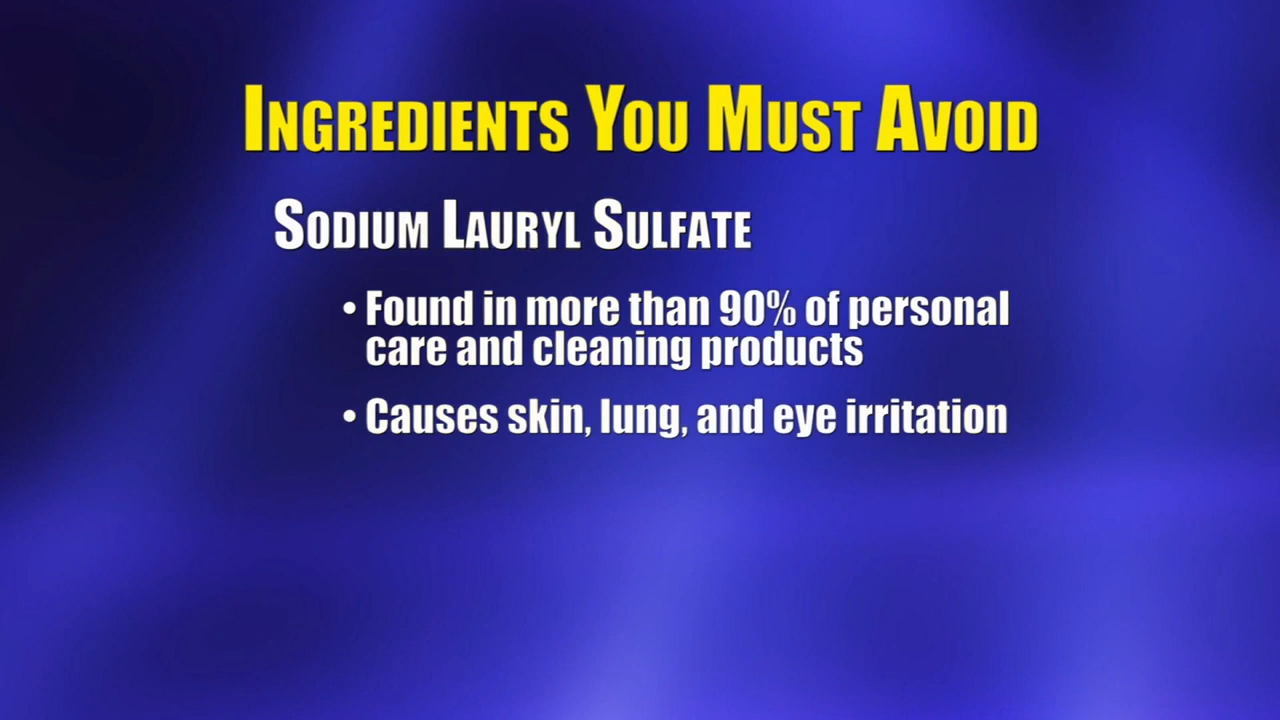 Ingredients You Must Avoid
Sodium Lauryl Sulfate
• Found in more than 90% of personal
care and cleaning products
• Causes skin, lung, and eye irritation